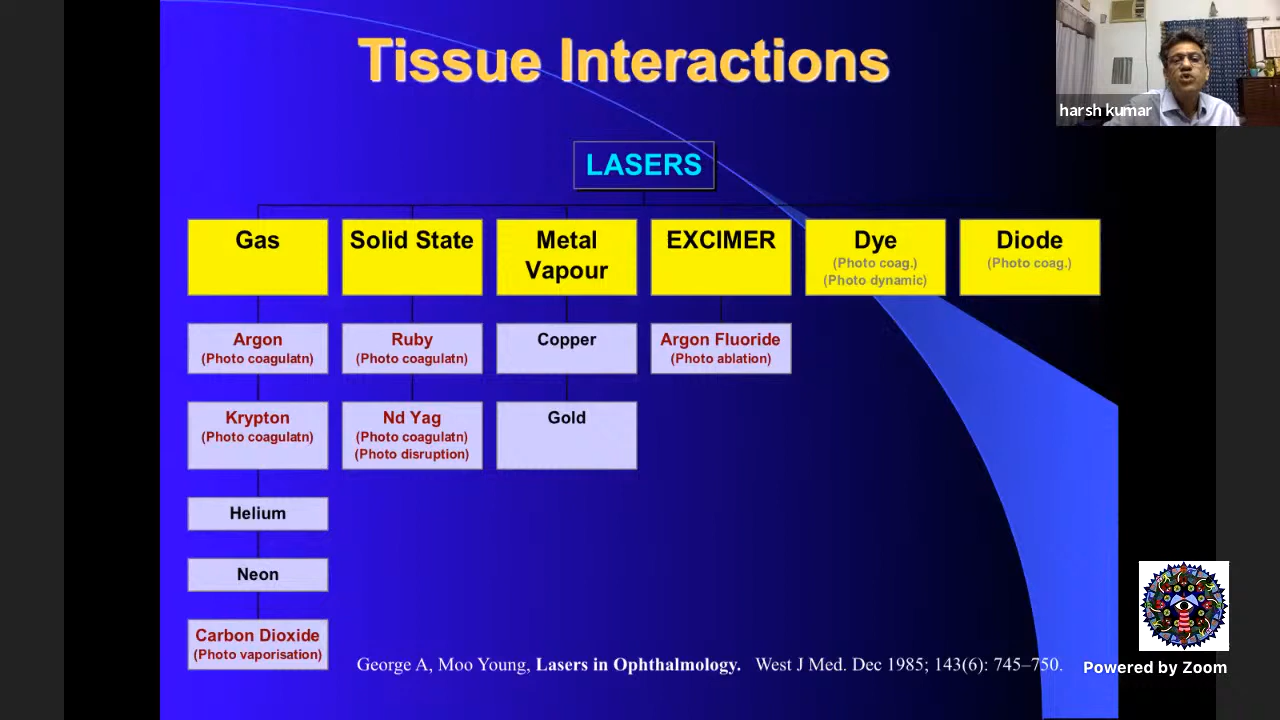 Tissue Interactions
harsh kumar
LASERS
Gas
Solid State
Metal
Vapour
EXCIMER
Dye
(Photo coag.)
(Photo dynamic)
Diode
(Photo coag.)
Argon
(Photo coagulatn)
Ruby
(Photo coagulatn)
Copper
Argon Fluoride
(Photo ablation)
Krypton
(Photo coagulatn)
Nd Yag
(Photo coagulatn)
(Photo disruption)
Gold
Helium
Neon
Carbon Dioxide
(Photo vaporisation)
George A, Moo Young, Lasers in Ophthalmology. West J Med. Dec 1985; 143(6): 745–750.
Powered by Zoom